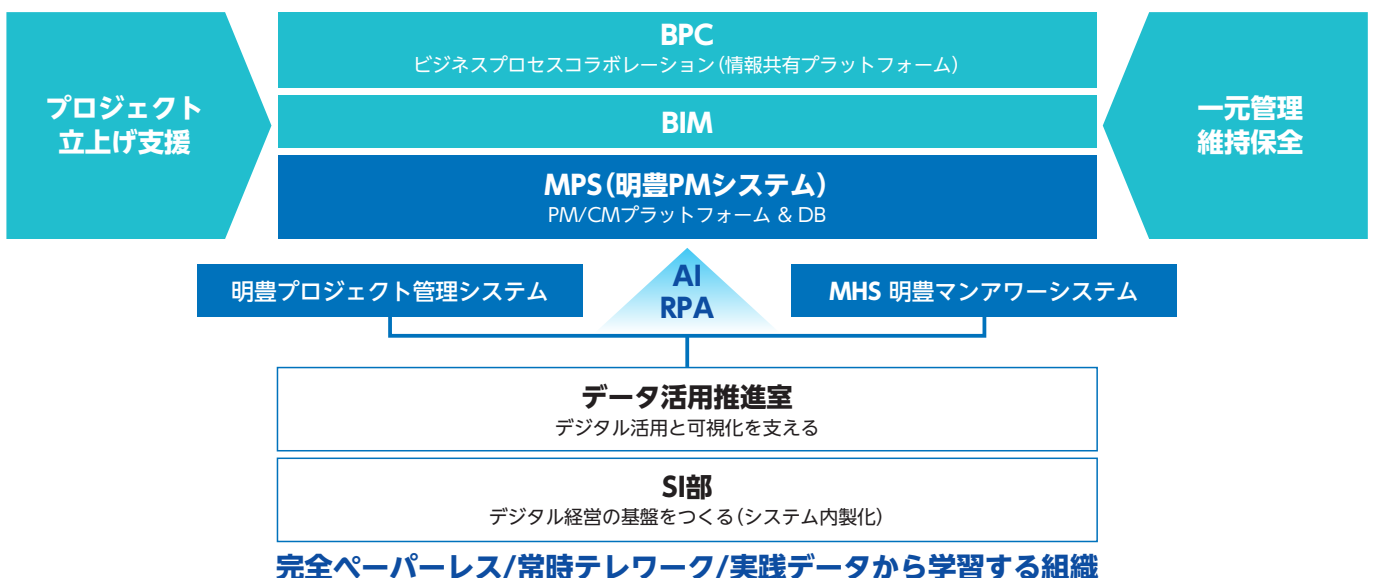 プロジェクト
立上げ支援
BPC
ビジネスプロセスコラボレーション（情報共有プラットフォーム）
BIM
MPS（明豊PMシステム）
PM/CMプラットフォーム & DB
一元管理
維持保全
明豊プロジェクト管理システム
AI
RPA
MHS 明豊マンアワーシステム
データ活用推進室
デジタル活用と可視化を支える
SI部
デジタル経営の基盤をつくる（システム内製化）
完全ペーパーレス/常時テレワーク/実践データから学習する組織